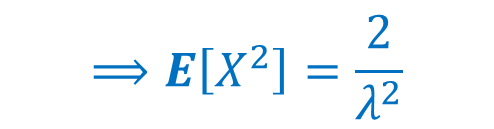 ⟹ E[X²] = 2/λ²